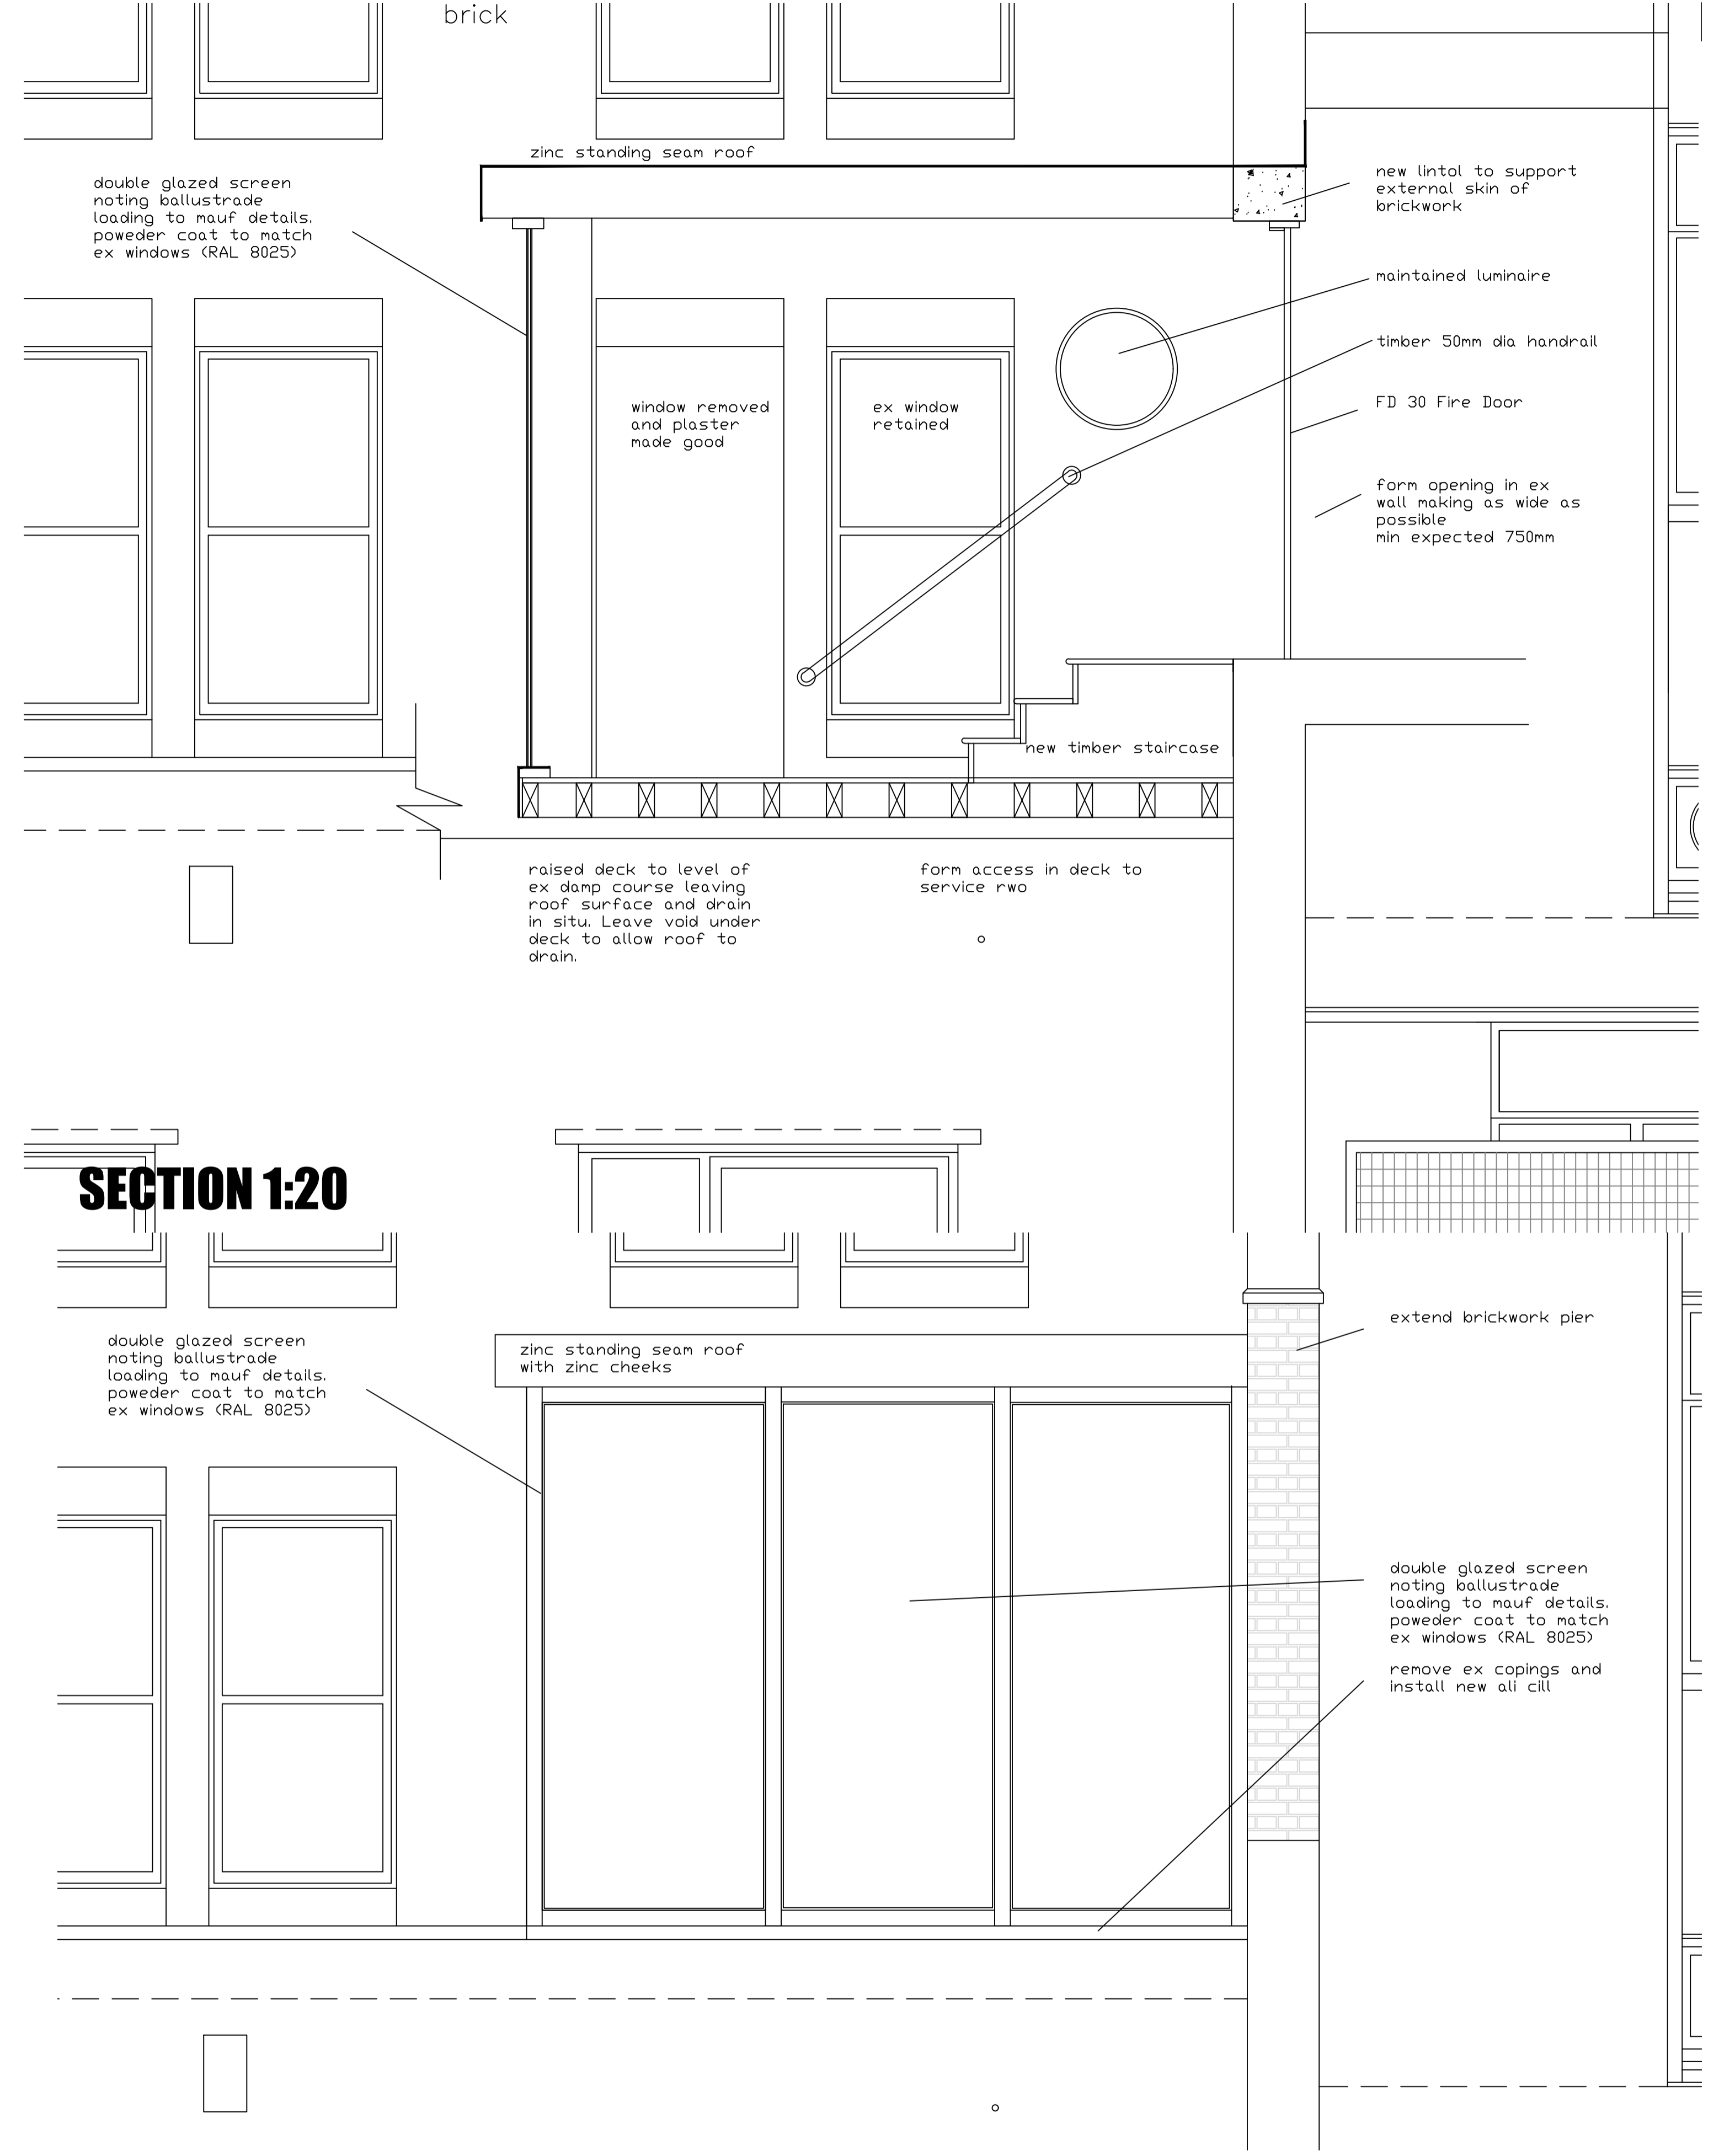 brick
zinc standing seam roof
double glazed screen
noting ballustrade
loading to mauf details.
poweder coat to match
ex windows (RAL 8025)
new lintol to support
external skin of
brickwork
maintained luminaire
timber 50mm dia handrail
FD 30 Fire Door
window removed
and plaster
made good
ex window
retained
form opening in ex
wall making as wide as
possible
min expected 750mm
new timber staircase
raised deck to level of
ex damp course leaving
roof surface and drain
in situ. Leave void under
deck to allow roof to
drain.
form access in deck to
service rwo
SECTION 1:20
double glazed screen
noting ballustrade
loading to mauf details.
poweder coat to match
ex windows (RAL 8025)
zinc standing seam roof
with zinc cheeks
extend brickwork pier
double glazed screen
noting ballustrade
loading to mauf details.
poweder coat to match
ex windows (RAL 8025)
remove ex copings and
install new ali cill